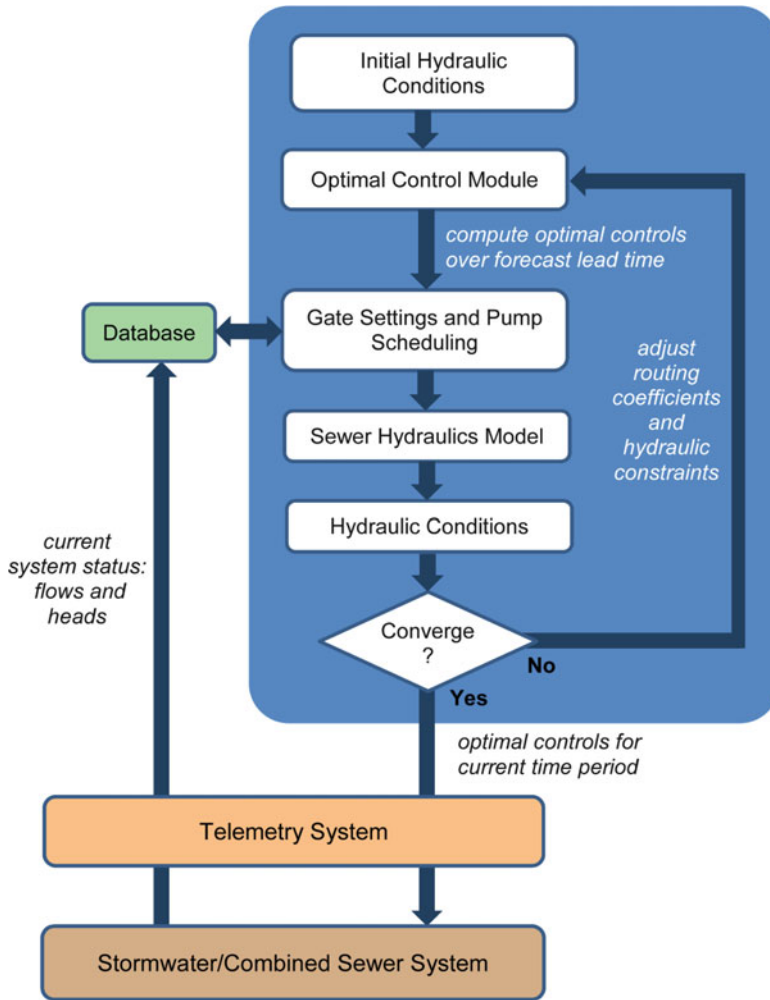 Initial Hydraulic
Conditions
Optimal Control Module
compute optimal controls
over forecast lead time
Database
Gate Settings and Pump
Scheduling
adjust
routing
coefficients
and
hydraulic
constraints
Sewer Hydraulics Model
Hydraulic Conditions
current
system status:
flows and
heads
Converge
?
No
Yes
optimal controls for
current time period
Telemetry System
Stormwater/Combined Sewer System